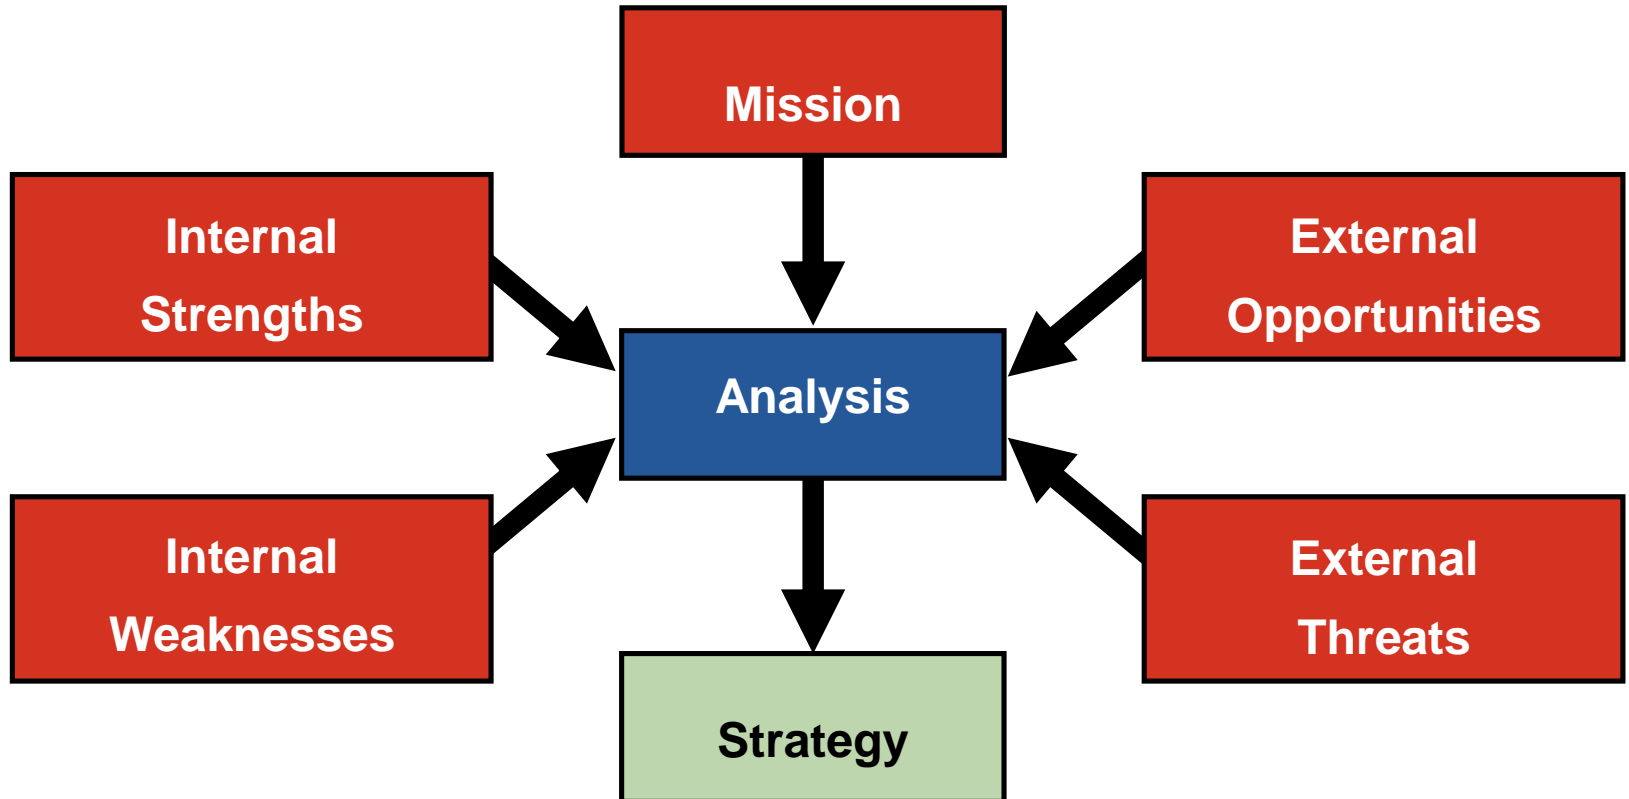 Mission
Internal
Strengths
External
Opportunities
Analysis
Internal
Weaknesses
External
Threats
Strategy